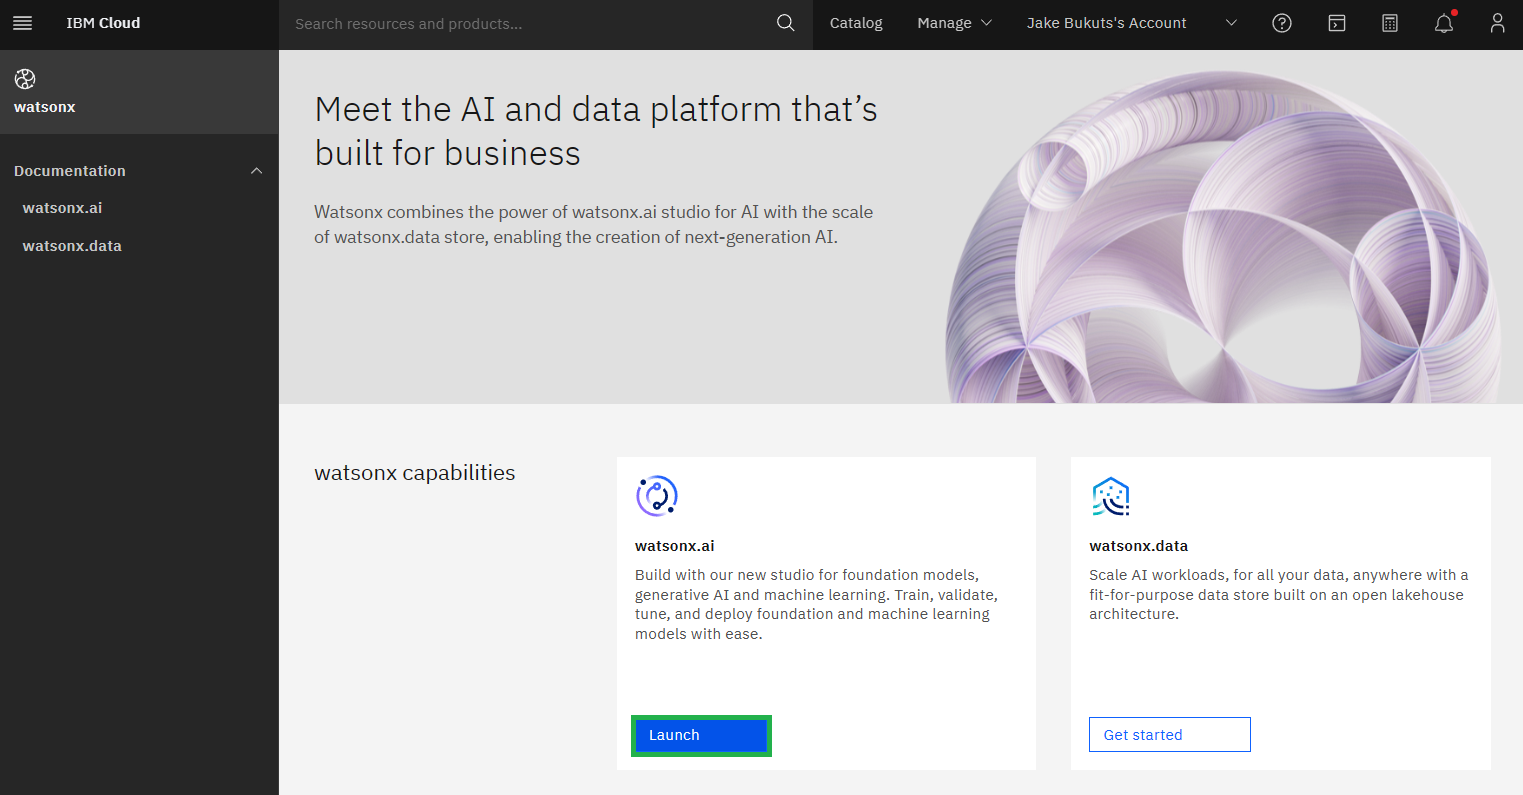 IBM Cloud
Search resources and products...
Catalog
Manage
Jake Bukuts's Account
watsonx
Documentation
watsonx.ai
watsonx.data
Meet the AI and data platform that’s
built for business
Watsonx combines the power of watsonx.ai studio for AI with the scale
of watsonx.data store, enabling the creation of next-generation AI.
watsonx capabilities
watsonx.ai
Build with our new studio for foundation models,
generative AI and machine learning. Train, validate,
tune, and deploy foundation and machine learning
models with ease.
Launch
watsonx.data
Scale AI workloads, for all your data, anywhere with a
fit-for-purpose data store built on an open lakehouse
architecture.
Get started